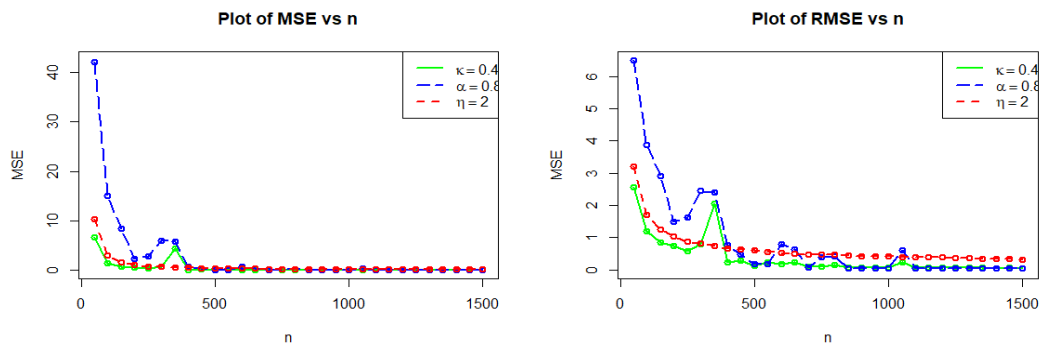 Plot of MSE vs n
MSE
40
30
20
10
0
κ = 0.4
α = 0.8
η = 2
0 500 1000 1500
n
Plot of RMSE vs n
MSE
6
5
4
3
2
1
0
κ = 0.4
α = 0.8
η = 2
0 500 1000 1500
n